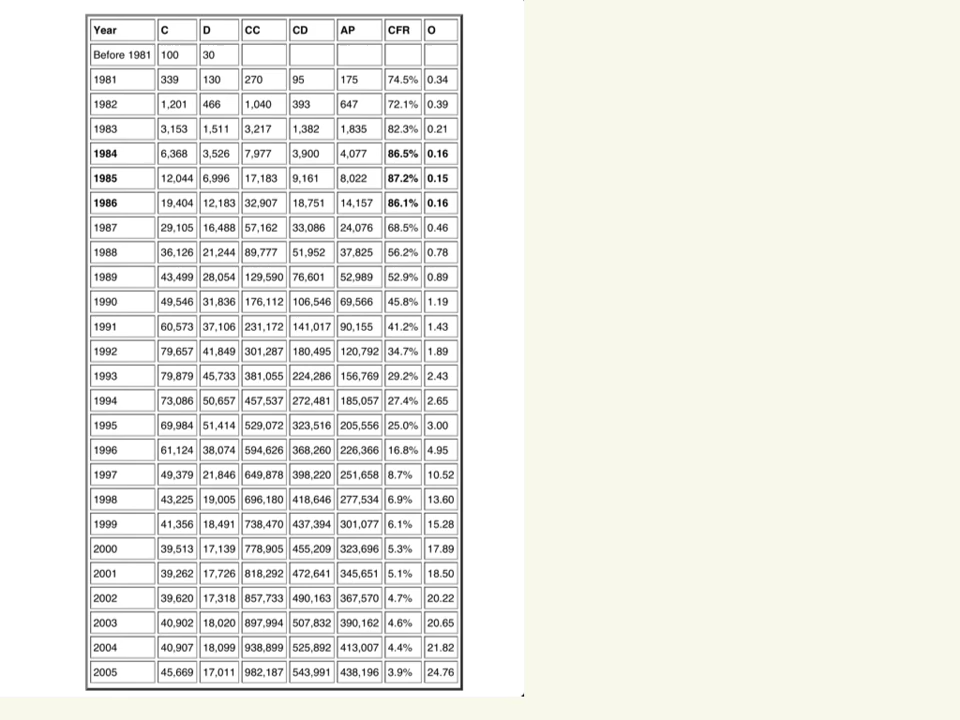 Year C D CC CD AP CFR O
Before 1981 100 30
1981 339 130 270 95 175 74.5% 0.34
1982 1,201 466 1,040 393 647 72.1% 0.39
1983 3,153 1,511 3,217 1,382 1,835 82.3% 0.21
1984 6,368 3,526 7,977 3,900 4,077 86.5% 0.16
1985 12,044 6,996 17,183 9,161 8,022 87.2% 0.15
1986 19,404 12,183 32,907 18,751 14,157 86.1% 0.16
1987 29,105 16,488 57,162 33,086 24,076 68.5% 0.46
1988 36,126 21,244 89,777 51,952 37,825 56.2% 0.78
1989 43,499 28,054 129,590 76,601 52,989 52.9% 0.89
1990 49,546 31,836 176,112 106,546 69,566 45.8% 1.19
1991 60,573 37,106 231,172 141,017 90,155 41.2% 1.43
1992 79,657 41,849 301,287 180,495 120,792 34.7% 1.89
1993 79,879 45,733 381,055 224,286 156,769 29.2% 2.43
1994 73,086 50,657 457,537 272,481 185,057 27.4% 2.65
1995 69,984 51,414 529,072 323,516 205,556 25.0% 3.00
1996 61,124 38,074 594,626 368,260 226,366 16.8% 4.95
1997 49,379 21,846 649,878 398,220 251,658 8.7% 10.52
1998 43,225 19,005 696,180 418,646 277,534 6.9% 13.60
1999 41,356 18,491 738,470 437,394 301,077 6.1% 15.28
2000 39,513 17,139 778,905 455,209 323,696 5.3% 17.89
2001 39,262 17,726 818,292 472,641 345,651 5.1% 18.50
2002 39,620 17,318 857,733 490,163 367,570 4.7% 20.22
2003 40,902 18,020 897,994 507,832 390,162 4.6% 20.65
2004 40,907 18,099 938,899 525,892 413,007 4.4% 21.82
2005 45,669 17,011 982,187 543,991 438,196 3.9% 24.76